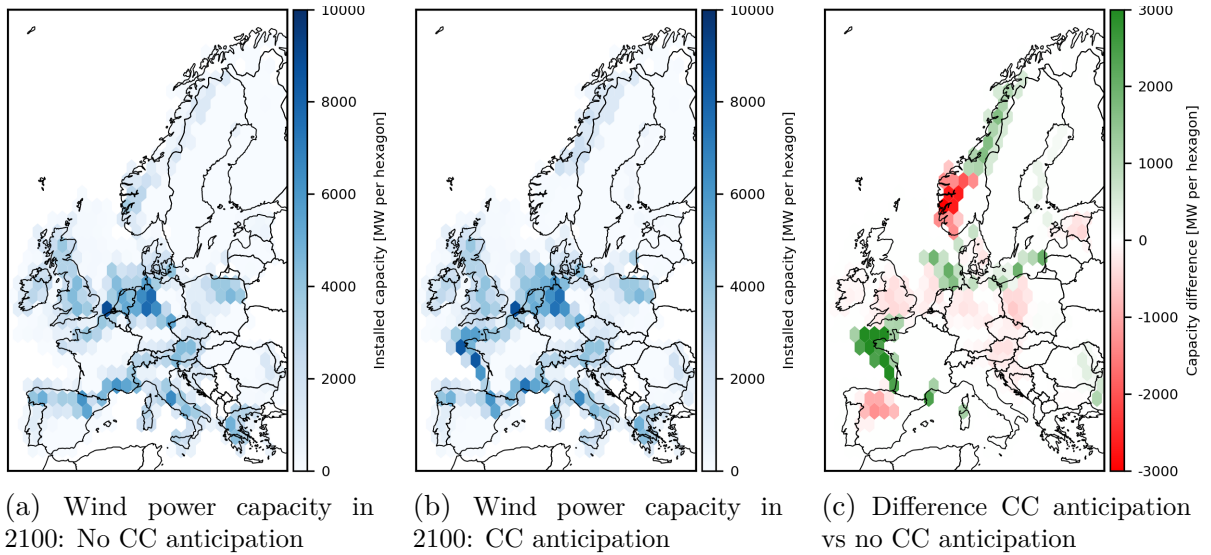 10000
8000
6000
4000
2000
0
Installed capacity [MW per hexagon]
10000
8000
6000
4000
2000
0
Installed capacity [MW per hexagon]
3000
2000
1000
0
-1000
-2000
-3000
Capacity difference [MW per hexagon]
(a) Wind power capacity in
2100: No CC anticipation
(b) Wind power capacity in
2100: CC anticipation
(c) Difference CC anticipation
vs no CC anticipation